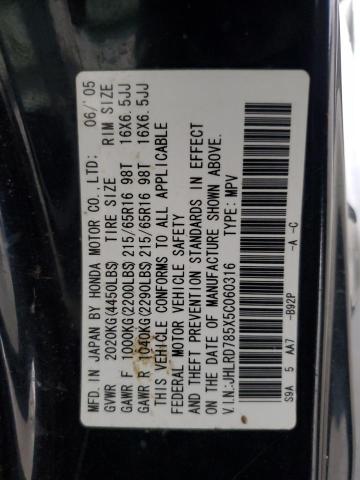 MFD. IN JAPAN BY HONDA MOTOR CO., LTD: 06/'05
GVWR 2020KG(4450LBS) TIRE SIZE RIM SIZE
GAWR F 1000KG(2200LBS) 215/65R16 98T 16X6.5JJ
GAWR R 1040KG(2290LBS) 215/65R16 98T 16X6.5JJ
THIS VEHICLE CONFORMS TO ALL APPLICABLE
FEDERAL MOTOR VEHICLE SAFETY
AND THEFT PREVENTION STANDARDS IN EFFECT
ON THE DATE OF MANUFACTURE SHOWN ABOVE.
V.I.N:JHLRD785X5C060316 TYPE: MPV
S9A 5 AA7 -B92P -A -C